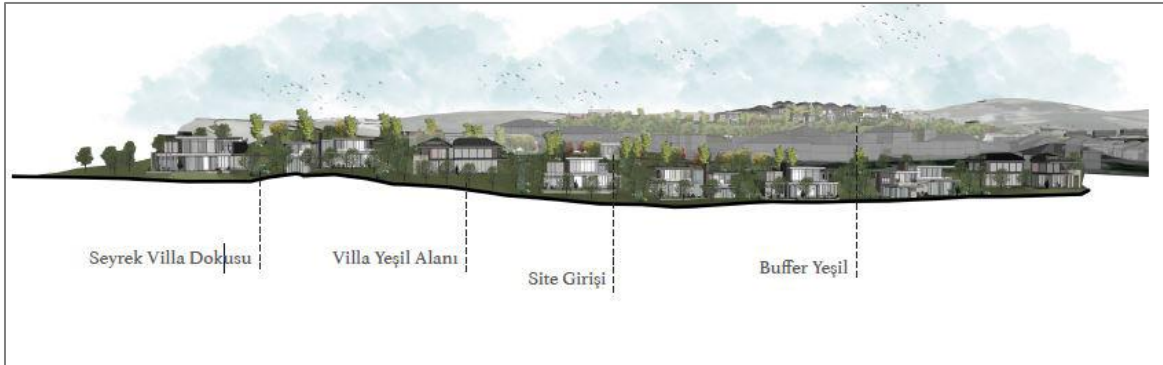 Seyrek Villa Dokusu
Villa Yeşil Alanı
Site Girişi
Buffer Yeşil